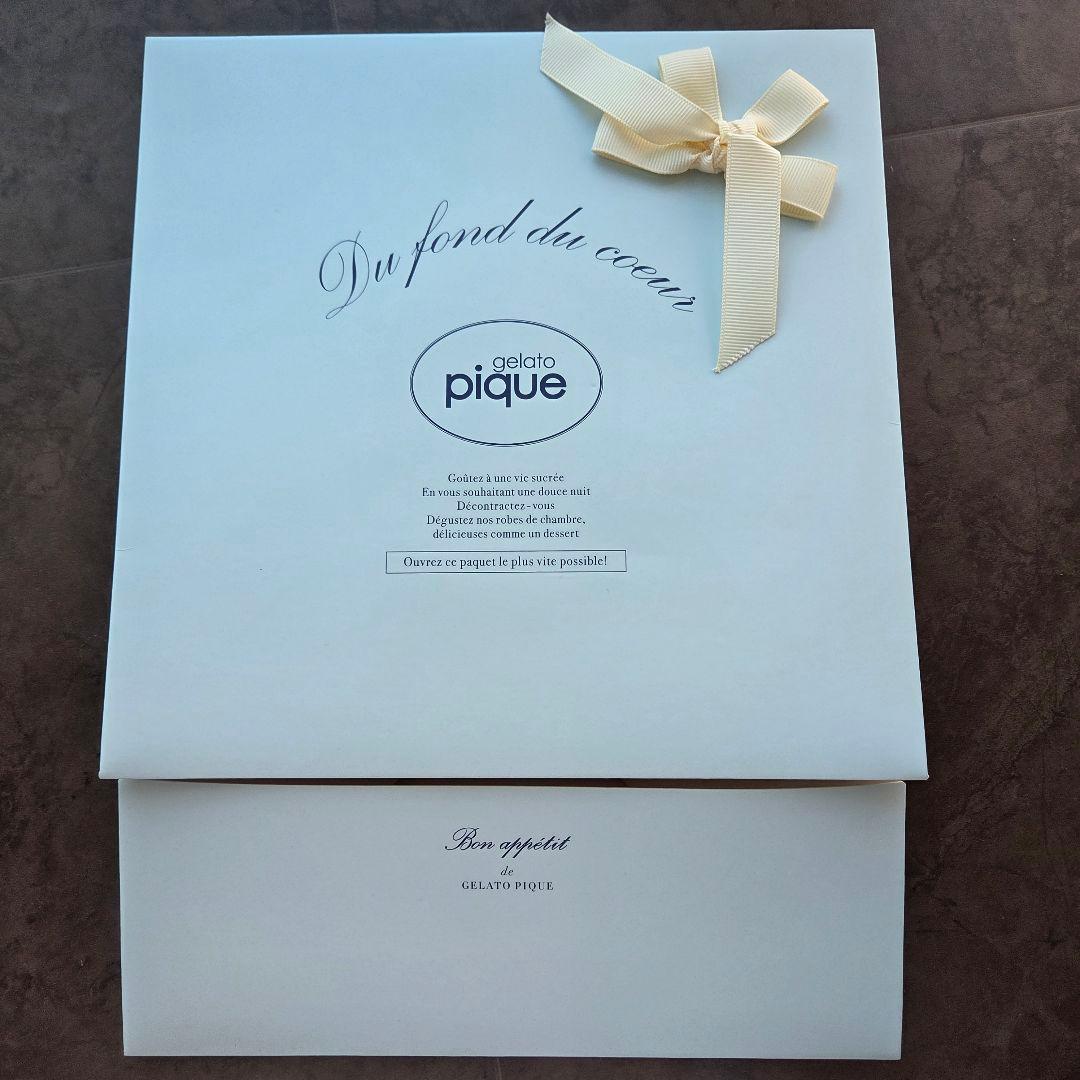 Du fond du coeur
gelato
pique
Goûtez à une vie sucrée
En vous souhaitant une douce nuit
Décontractez-vous
Dégustez nos robes de chambre,
délicieuses comme un dessert
Ouvrez ce paquet le plus vite possible!
Bon appétit
de
GELATO PIQUE